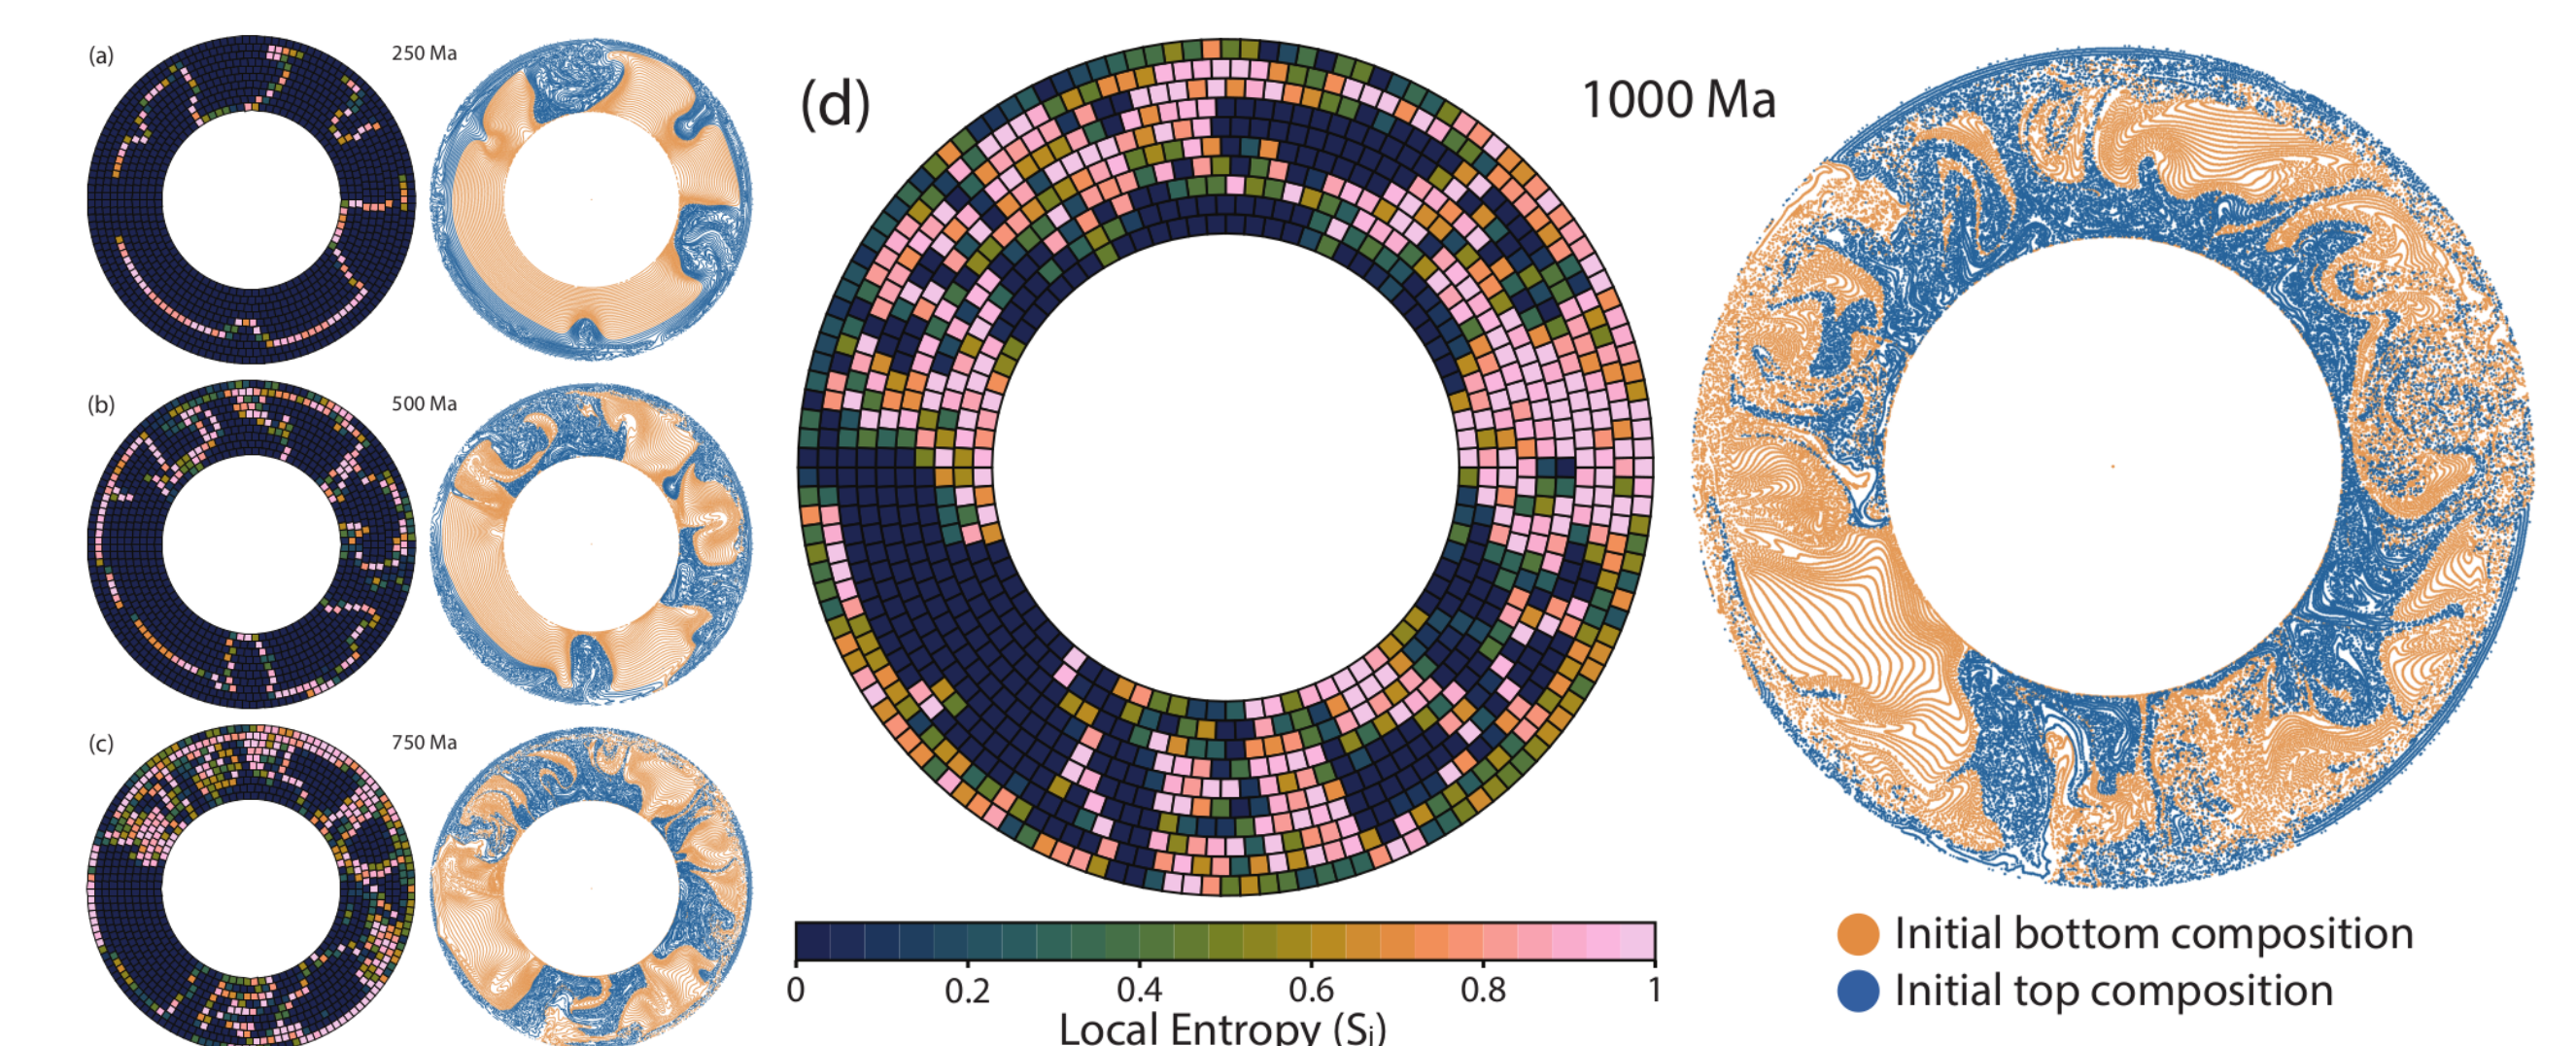 (a)
250 Ma
(b)
500 Ma
(c)
750 Ma
(d)
1000 Ma
0 0.2 0.4 0.6 0.8 1
Local Entropy (Sj)
Initial bottom composition
Initial top composition